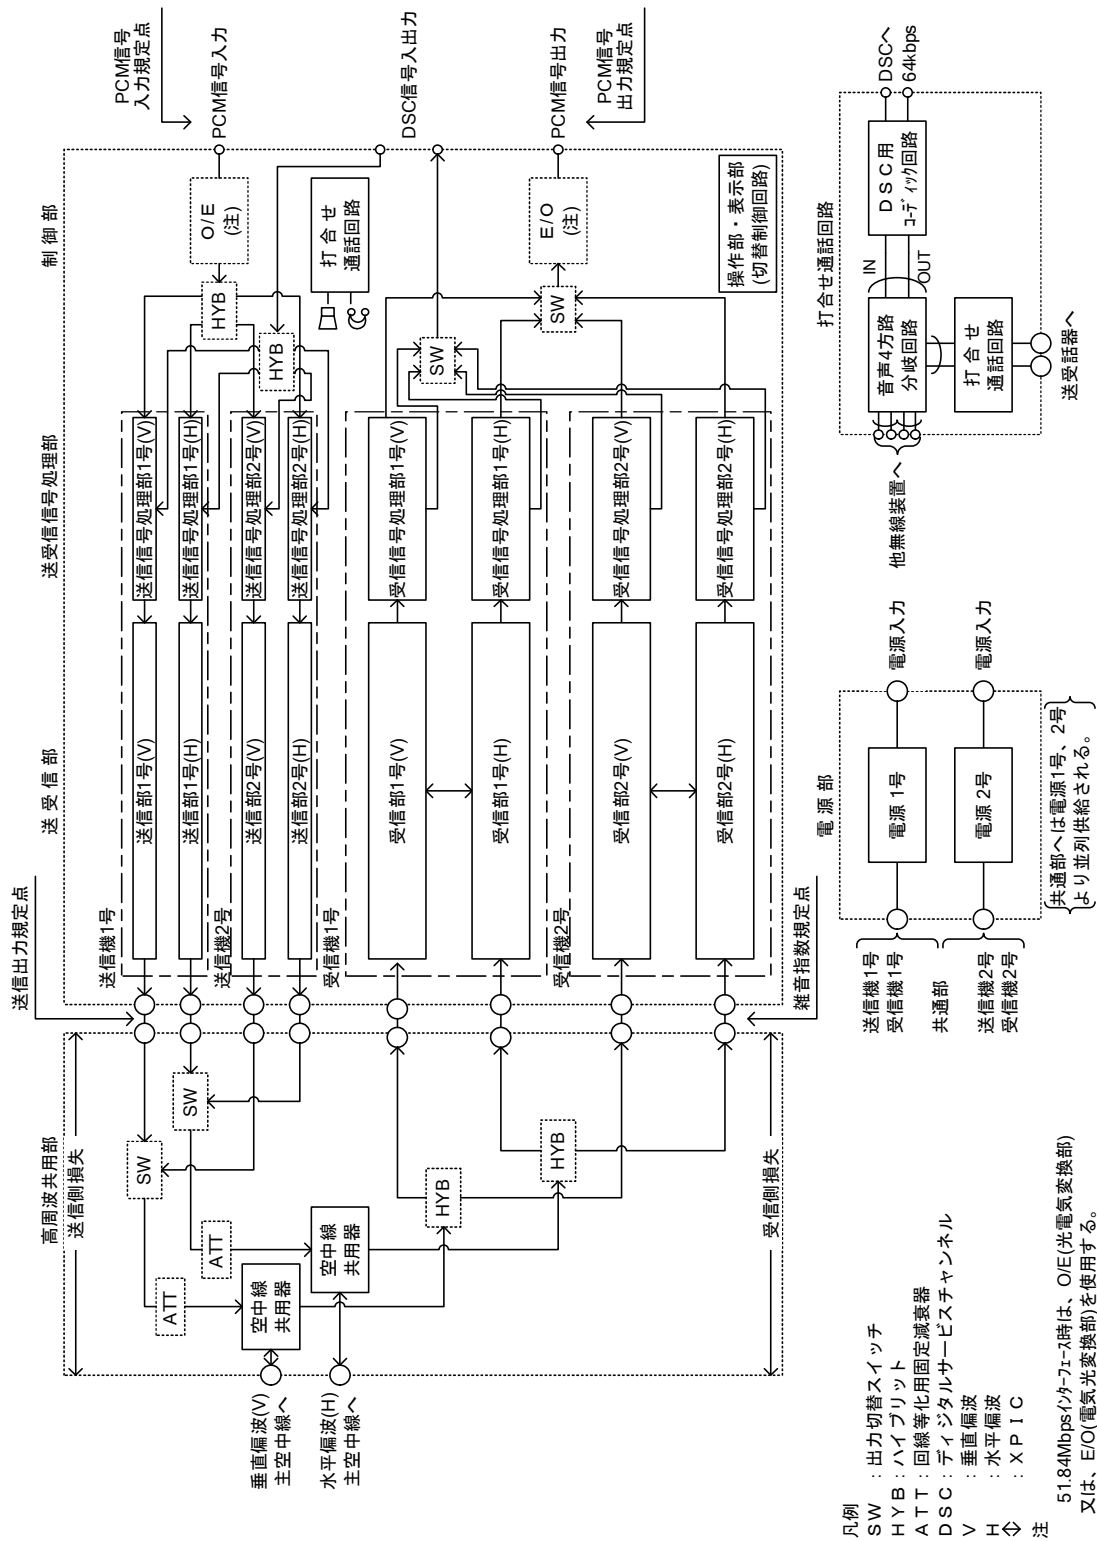 高周波共用部
送受信部
送受信信号処理部
制御部
送信側損失
受信側損失
送信出力規定点
雑音指数規定点
PCM信号
入力規定点
PCM信号入力
DSC信号入出力
PCM信号出力
PCM信号
出力規定点
垂直偏波(V)
主空中線へ
水平偏波(H)
主空中線へ
ATT
ATT
空中線
共用器
空中線
共用器
SW
SW
HYB
HYB
送信機1号
送信機2号
受信機1号
受信機2号
送信部1号(V)
送信部1号(H)
送信部2号(V)
送信部2号(H)
受信部1号(V)
受信部1号(H)
受信部2号(V)
受信部2号(H)
送信信号処理部1号(V)
送信信号処理部1号(H)
送信信号処理部2号(V)
送信信号処理部2号(H)
受信信号処理部1号(V)
受信信号処理部1号(H)
受信信号処理部2号(V)
受信信号処理部2号(H)
HYB
HYB
SW
SW
O/E
(注)
打合せ
通話回路
E/O
(注)
操作部・表示部
(切替制御回路)
凡例
SW : 出力切替スイッチ
HYB : ハイブリット
ATT : 回線等化用固定減衰器
DSC : ディジタルサービスチャンネル
V : 垂直偏波
H : 水平偏波
⇔ : XPIC
注
51.84Mbpsインターフェース時は、O/E(光電気変換部)
又は、E/O(電気光変換部)を使用する。
電源部
送信機1号
受信機1号
共通部
送信機2号
受信機2号
電源 1号
電源 2号
電源入力
電源入力
共通部へは電源1号、2号
より並列供給される。
打合せ通話回路
他無線装置へ
音声4方路
分岐回路
IN
OUT
DSC用
コーディック回路
DSCへ
64kbps
打合せ
通話回路
送受話器へ